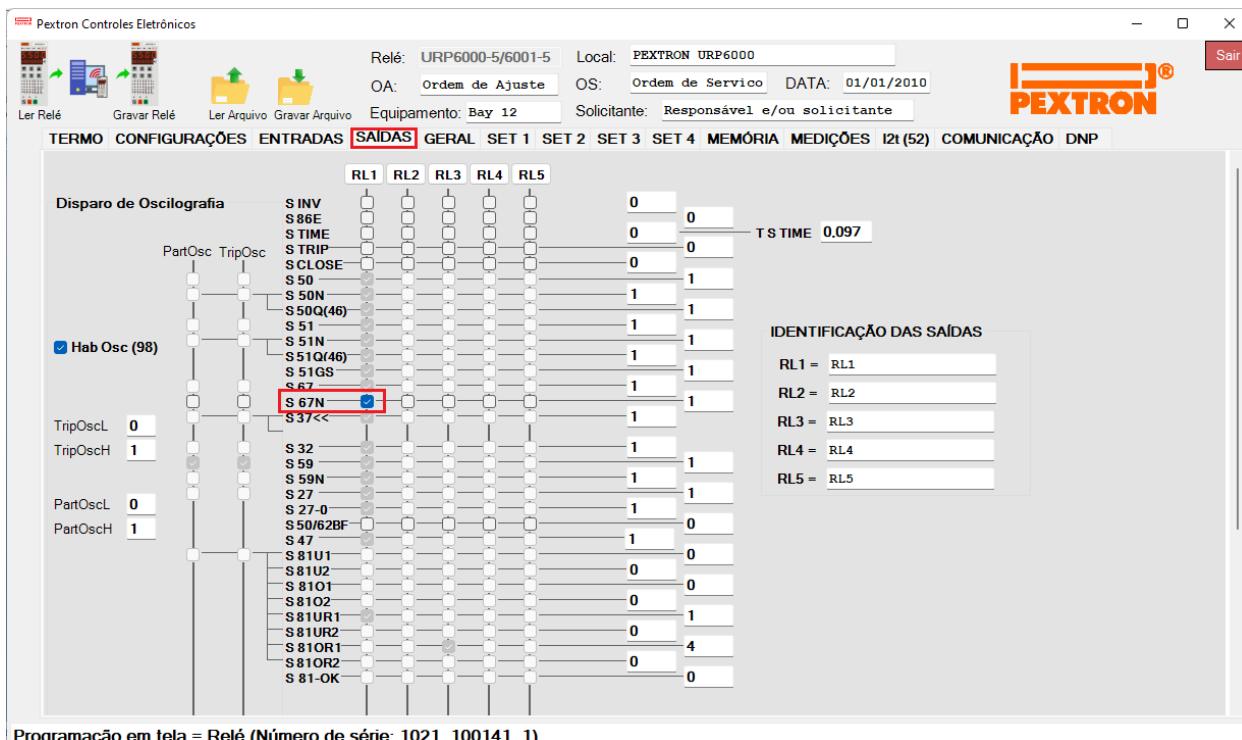 Pextron Controles Eletrônicos
Relé: URP6000-5/6001-5 Local: PEXTRON URP6000 Sair
OA: Ordem de Ajuste OS: Ordem de Serrico DATA: 01/01/2010
Ler Relé Gravar Relé Ler Arquivo Gravar Arquivo Equipamento: Bay 12 Solicitante: Responsável e/ou solicitante PEXTRON®
TERMO CONFIGURAÇÕES ENTRADAS SAÍDAS GERAL SET 1 SET 2 SET 3 SET 4 MEMÓRIA MEDIÇÕES I2t (52) COMUNICAÇÃO DNP
RL1 RL2 RL3 RL4 RL5
Disparo de Oscilografia S INV 0
S 86E 0
S TIME 0 T S TIME 0,097
PartOsc TripOsc S TRIP 0
S CLOSE 0
S 50 1
S 50N 1
S 50Q(46) 1
S 51 1
S 51N 1
Hab Osc (98) S 51Q(46) 1
S 51GS 1
S 67 1
S 67N 1
S 37<< 1
S 32 1
S 59 1
S 59N 1
S 27 1
S 27-0 1
S 50/62BF 0
S 47 1
S 81U1 0
S 81U2 0
S 81O1 0
S 81O2 0
S 81UR1 1
S 81UR2 0
S 81OR1 4
S 81OR2 0
S 81-OK 0
TripOscL 0
TripOscH 1
PartOscL 0
PartOscH 1
IDENTIFICAÇÃO DAS SAÍDAS
RL1 = RL1
RL2 = RL2
RL3 = RL3
RL4 = RL4
RL5 = RL5
Programação em tela = Relé (Número de série: 1021 100141 1)